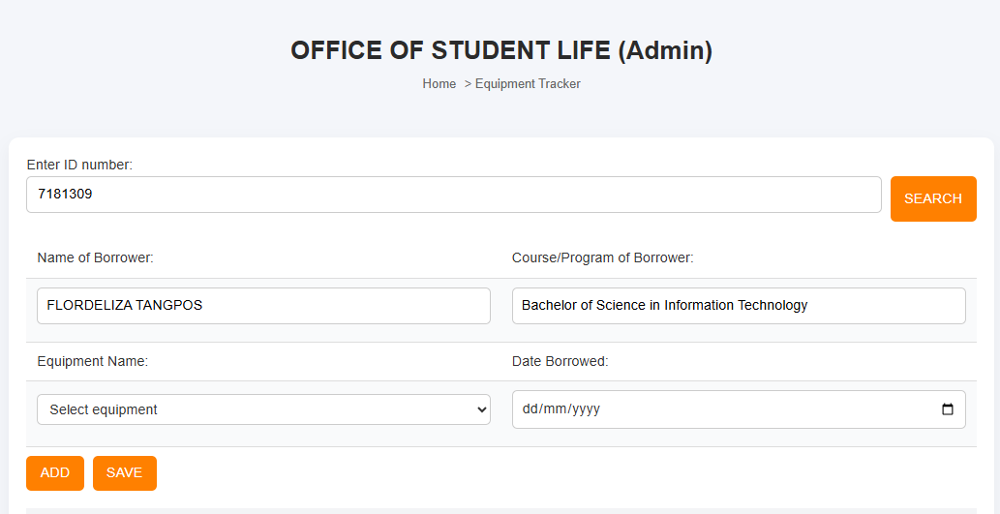 OFFICE OF STUDENT LIFE (Admin)
Home > Equipment Tracker
Enter ID number:
7181309
SEARCH
Name of Borrower: Course/Program of Borrower:
FLORDELIZA TANGPOS Bachelor of Science in Information Technology
Equipment Name: Date Borrowed:
Select equipment dd/mm/yyyy
ADD SAVE